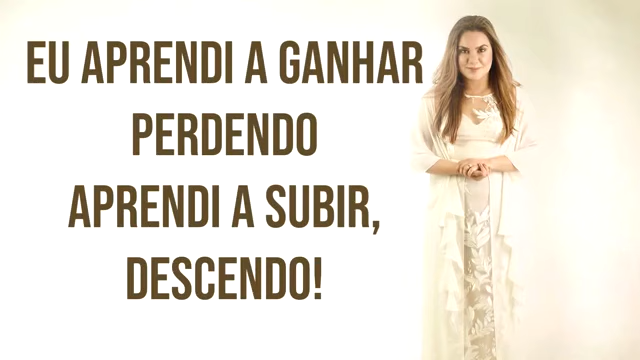 EU APRENDI A GANHAR
PERDENDO
APRENDI A SUBIR,
DESCENDO!